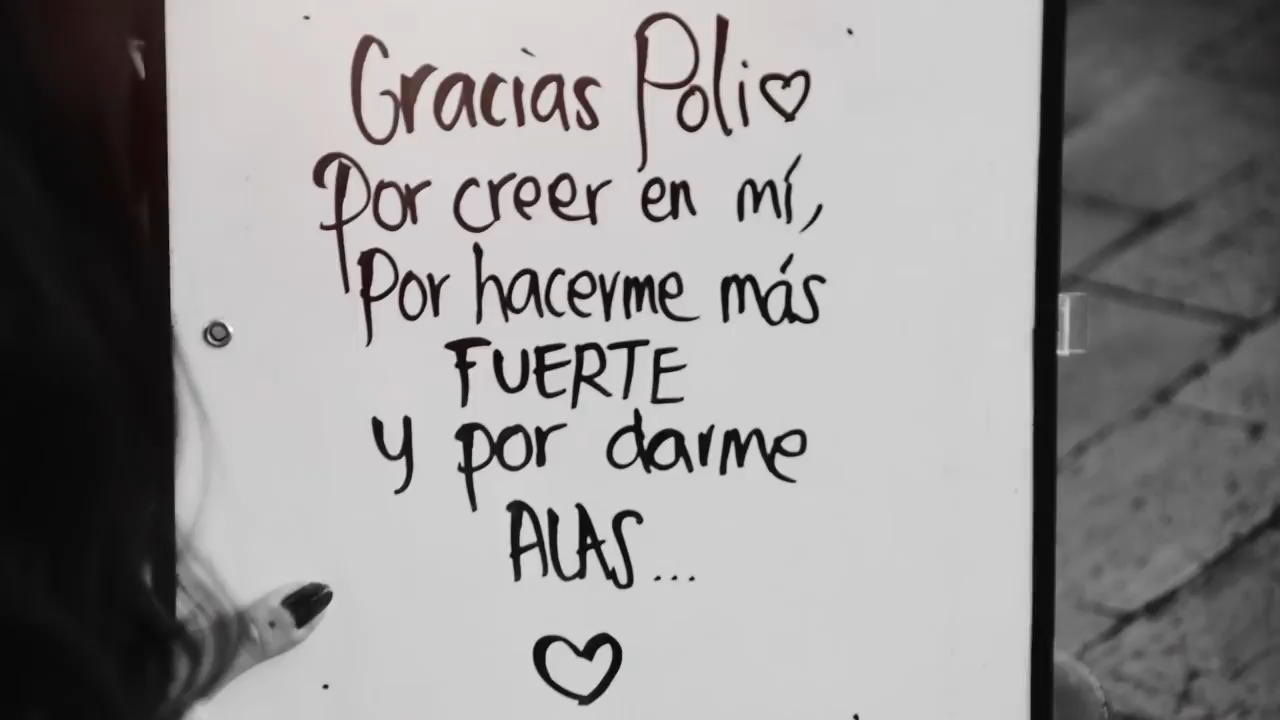 Gracias Poli♡
Por creer en mí,
Por hacerme más
FUERTE
y por darme
ALAS...
♡